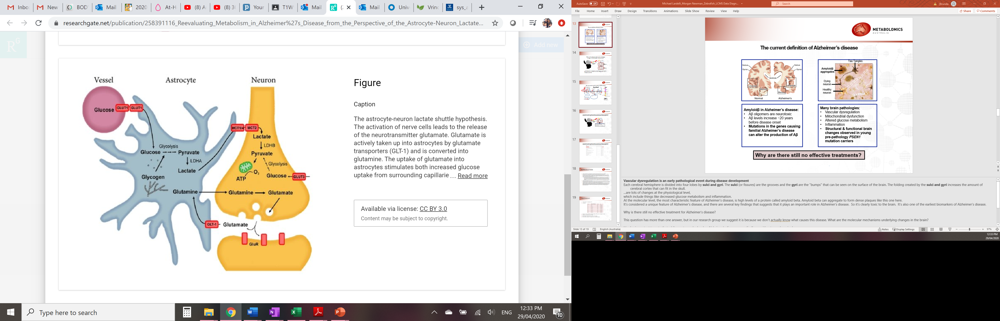 Inbo
New
BOD
Mail
2020
At-H
(8) A
(8) 3
Your
T1W
Mail
(
Mail
Univ
Vrin
sys_a
researchgate.net/publication/258391116_Reevaluating_Metabolism_in_Alzheimer%27s_Disease_from_the_Perspective_of_the_Astrocyte-Neuron_Lactate...
RG
Add new
Vessel
Astrocyte
Neuron
Glucose
GLUT1
GLUT1
MCT1/4
MCT2
Lactate
LDHB
Pyruvate
Glycolysis
Glucose
Pyruvate
LDHA
Lactate
Glycogen
O2
ATP
Glycolysis
Glucose
GLUT3
Glutamine
Glutamine
Glutamate
GLT-1
Glutamate
GluR
Figure
Caption
The astrocyte-neuron lactate shuttle hypothesis.
The activation of nerve cells leads to the release
of the neurotransmitter glutamate. Glutamate is
actively taken up into astrocytes by glutamate
transporters (GLT-1) and is converted into
glutamine. The uptake of glutamate into
astrocytes stimulates both increased glucose
uptake from surrounding capillarie ... Read more
Available via license: CC BY 3.0
Content may be subject to copyright.
Type here to search
ENG
12:33 PM
29/04/2020
10
AutoSave Off
Michael Lardelli_Morgan Newman_Zebrafish_LCMS Data Diagn...
Search
File Home Insert Draw Design Transitions Animations Slide Show Review View Help
Share
Comments
13
14
15
16
17
18
INTRODUCTION
19
METABOLOMICS
AUSTRALIA
The current definition of Alzheimer's disease
Sulcus
Gyrus
Sulcus
Gyrus
Ventricle
Language
Language
Memory
Memory
Normal
Alzheimer's
Tau Tangles
Amyloidβ
aggregates
Dying
neuron
Healthy
neuron
Amyloidβ in Alzheimer's disease:
• Aβ oligomers are neurotoxic
• Aβ levels increase ~20 years
before disease onset
• Mutations in the genes causing
familial Alzheimer's disease
can alter the production of Aβ
Many brain pathologies:
• Vascular dysregulation
• Mitochondrial dysfunction
• Altered glucose metabolism
• Inflammation
• Structural & functional brain
changes observed in young
pre-pathology PSEN1
mutation carriers
Why are there still no effective treatments?
Vascular dysregulation is an early pathological event during disease development
Each cerebral hemisphere is divided into four lobes by sulci and gyri. The sulci (or fissures) are the grooves and the gyri are the "bumps" that can be seen on the surface of the brain. The folding created by the sulci and gyri increases the amount of
cerebral cortex that can fit in the skull.
...are lots of changes at the physiological level,
which include things like decreased glucose metabolism and inflammation.
At the molecular level, the most characteristic feature of Alzheimer's disease, is high levels of a protein called amyloid beta. Amyloid beta can aggregate to form dense plaques like this one here.
It's considered a unique feature of Alzheimer's disease, and there are several key findings that suggests that it plays an important role in Alzheimer's disease. So it's clearly toxic to the brain. It's also one of the earliest biomarkers of Alzheimer's disease.
Why is there still no effective treatment for Alzheimer's disease?
This question has more than one answer, but in our research group we suggest it is because we don't actually know what causes this disease. What are the molecular mechanisms underlying changes in the brain?
Slide 13 of 19
English (Australia)
Notes
Display Settings
97%
12:33 PM
29/04/2020